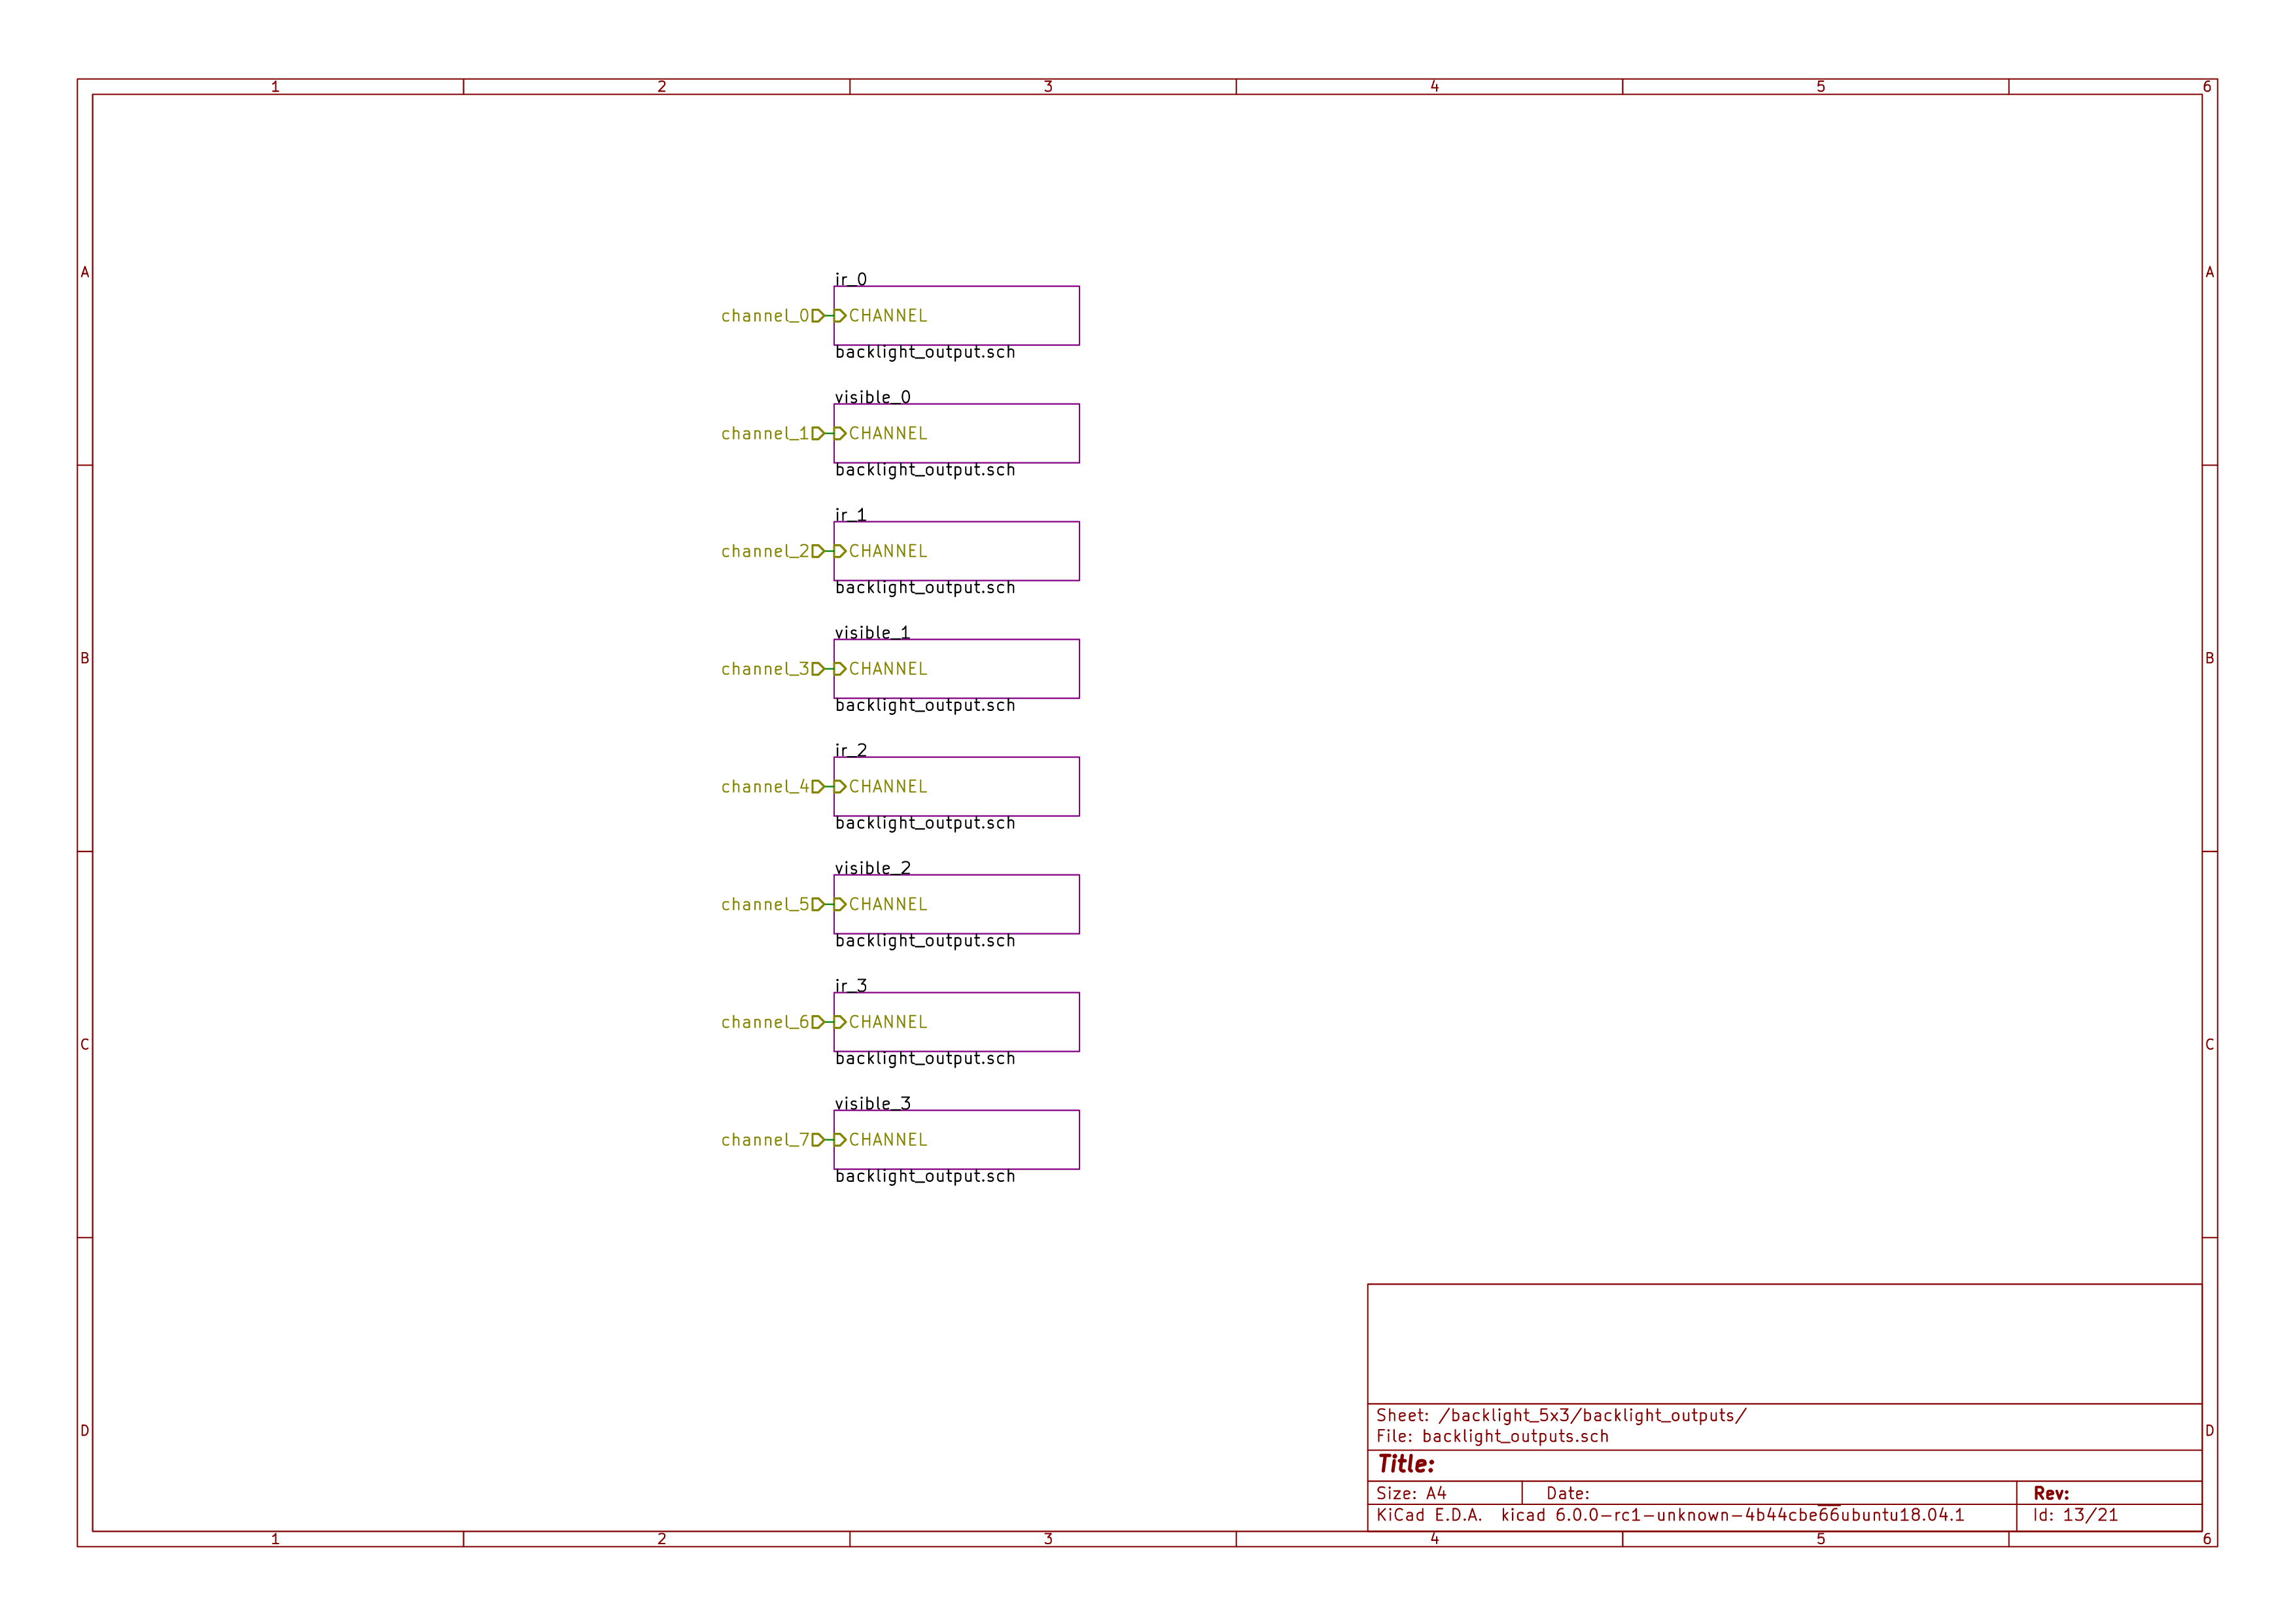 1 2 3 4 5 6
A A
ir_0
channel_0 CHANNEL
backlight_output.sch
visible_0
channel_1 CHANNEL
backlight_output.sch
ir_1
channel_2 CHANNEL
backlight_output.sch
visible_1
B B
channel_3 CHANNEL
backlight_output.sch
ir_2
channel_4 CHANNEL
backlight_output.sch
visible_2
channel_5 CHANNEL
backlight_output.sch
ir_3
channel_6 CHANNEL
C C
backlight_output.sch
visible_3
channel_7 CHANNEL
backlight_output.sch
Sheet: /backlight_5x3/backlight_outputs/
D D
File: backlight_outputs.sch
Title:
Size: A4 Date: Rev:
KiCad E.D.A. kicad 6.0.0-rc1-unknown-4b44cbe66ubuntu18.04.1 Id: 13/21
1 2 3 4 5 6